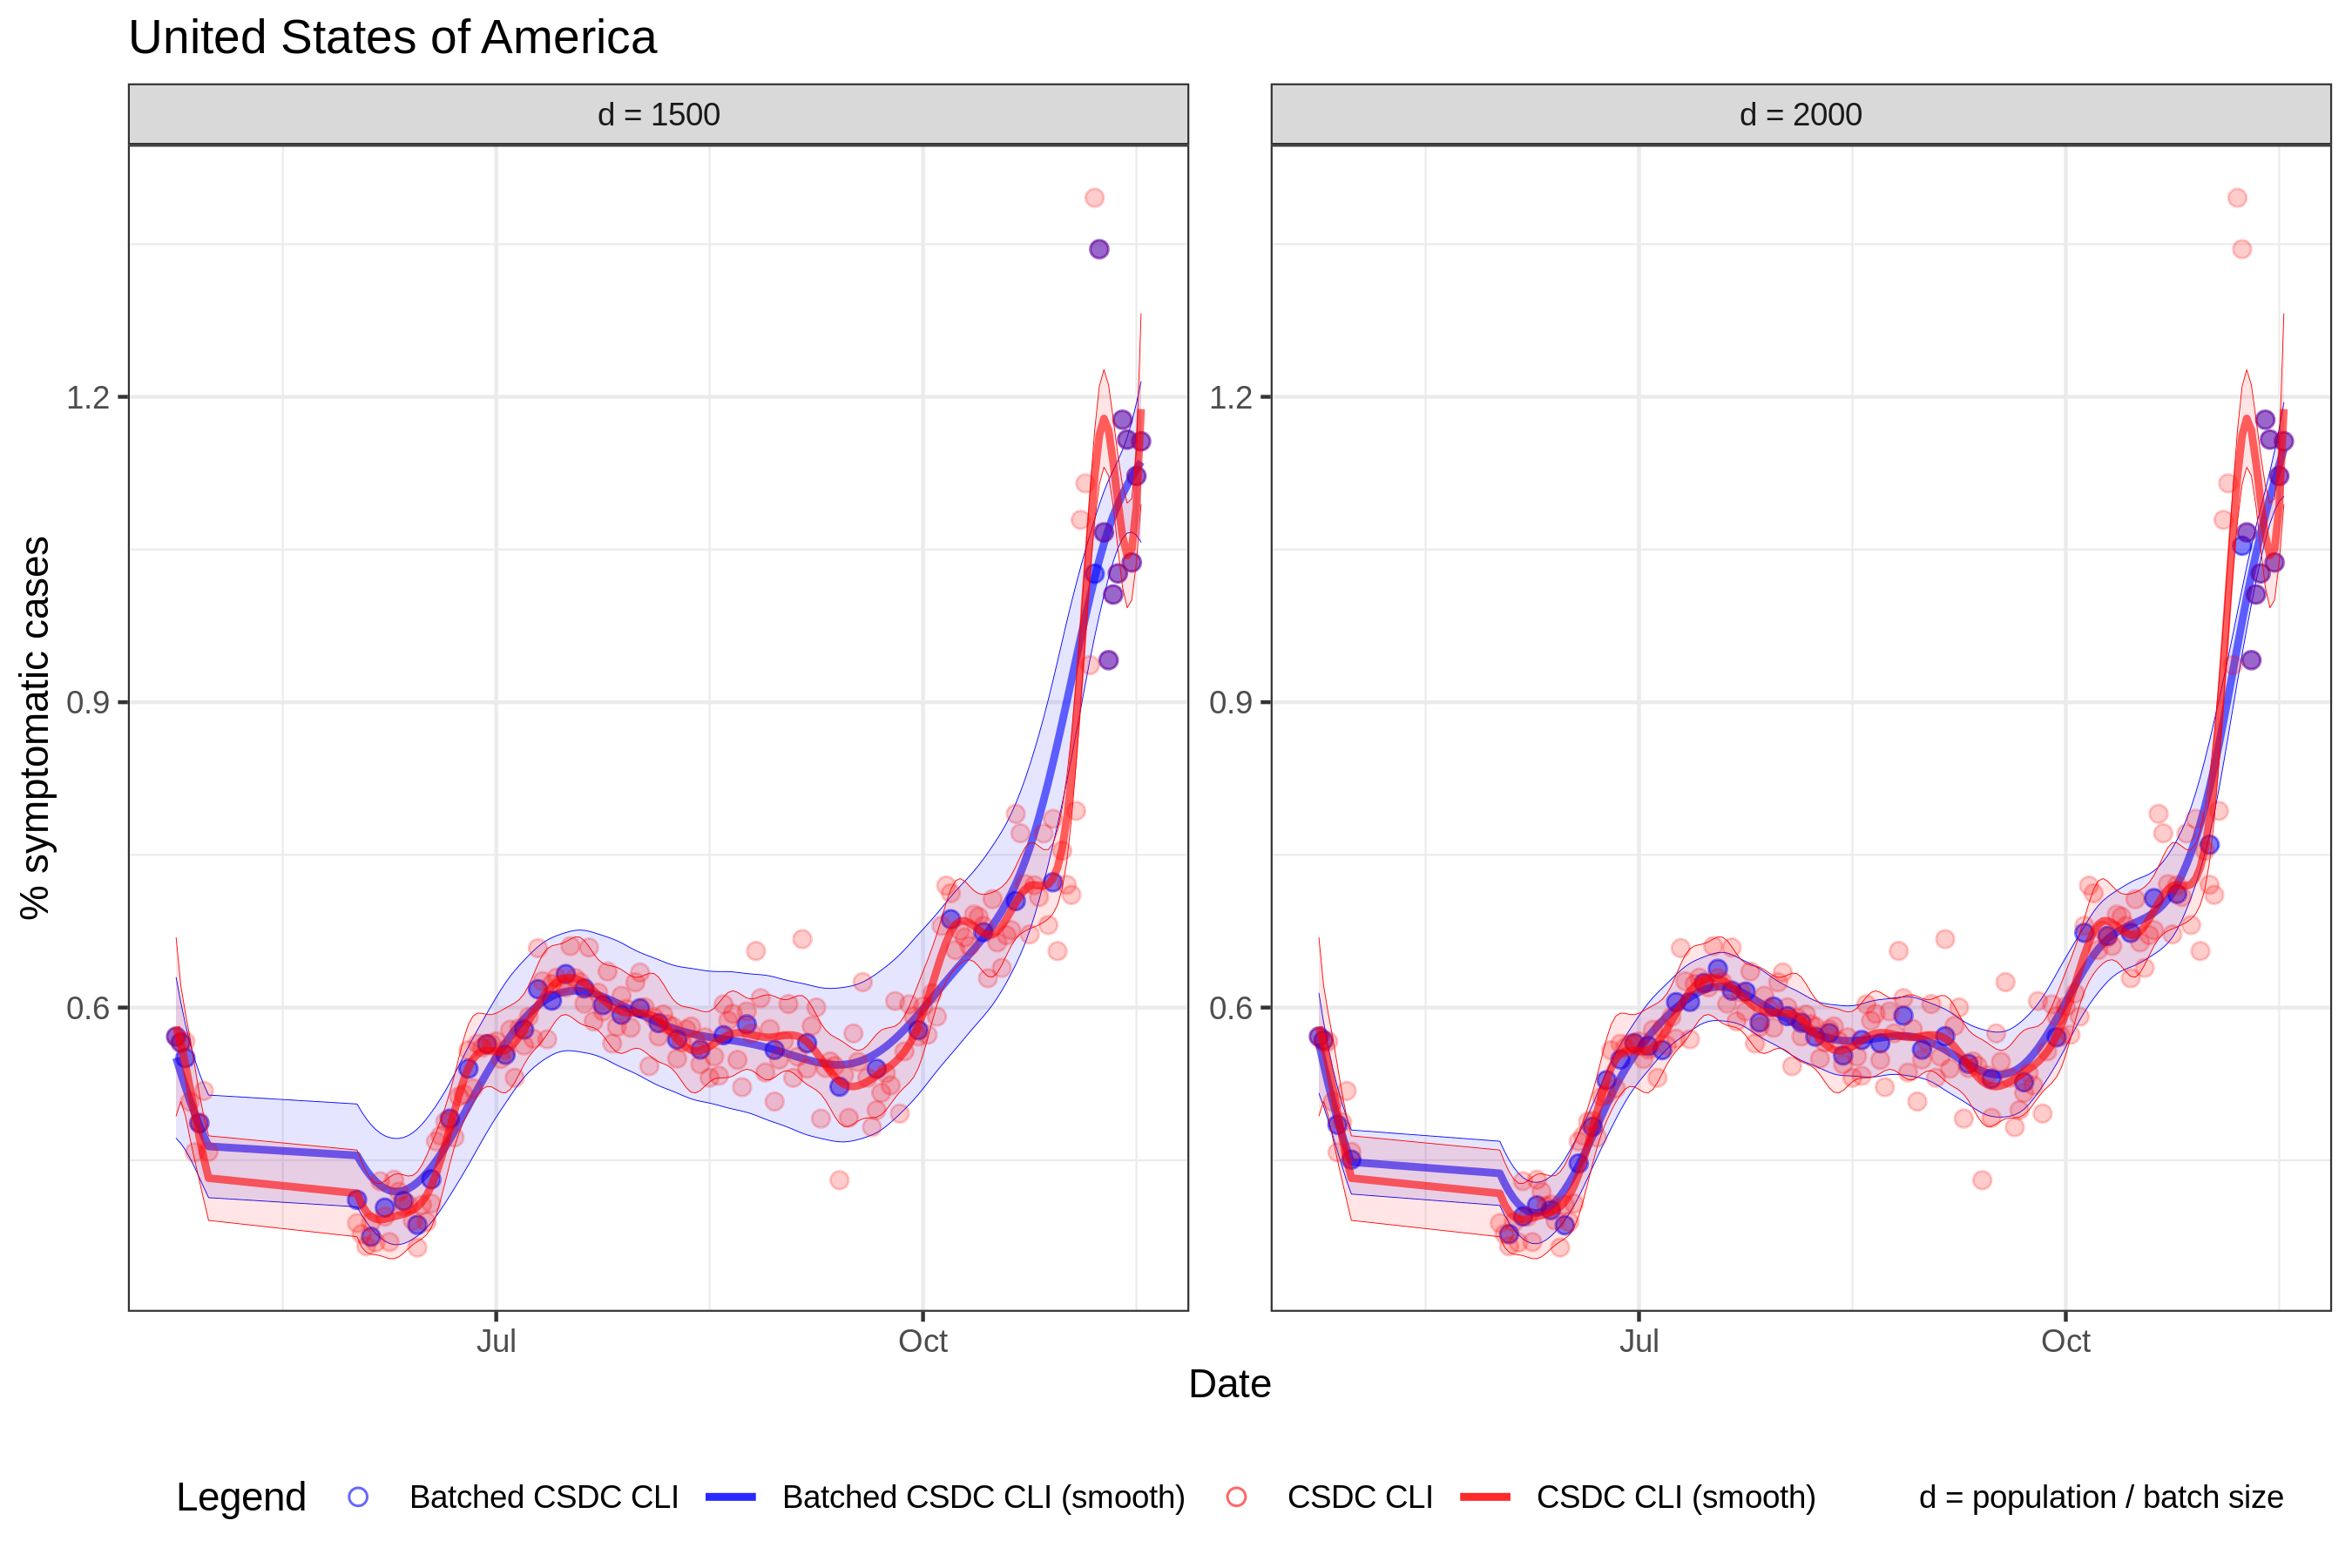 United States of America
d = 1500
d = 2000
% symptomatic cases
1.2
0.9
0.6
1.2
0.9
0.6
Jul
Oct
Jul
Oct
Date
Legend
Batched CSDC CLI
Batched CSDC CLI (smooth)
CSDC CLI
CSDC CLI (smooth)
d = population / batch size